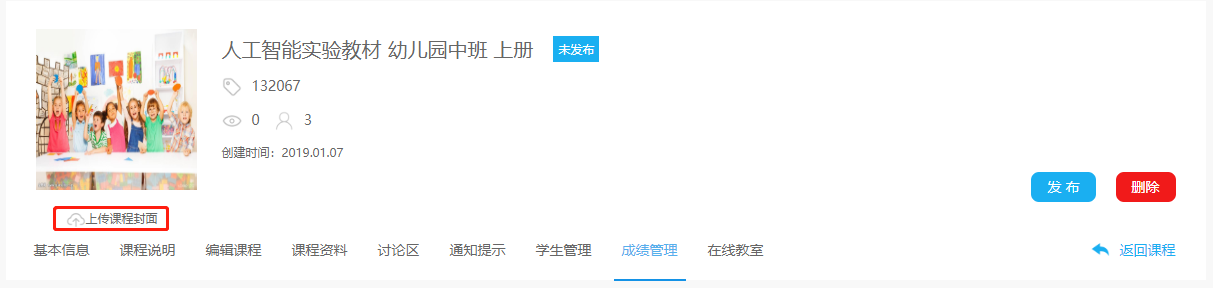 人工智能实验教材 幼儿园中班 上册 未发布
132067
0 3
创建时间：2019.01.07
发 布 删除
上传课程封面
基本信息 课程说明 编辑课程 课程资料 讨论区 通知提示 学生管理 成绩管理 在线教室 返回课程